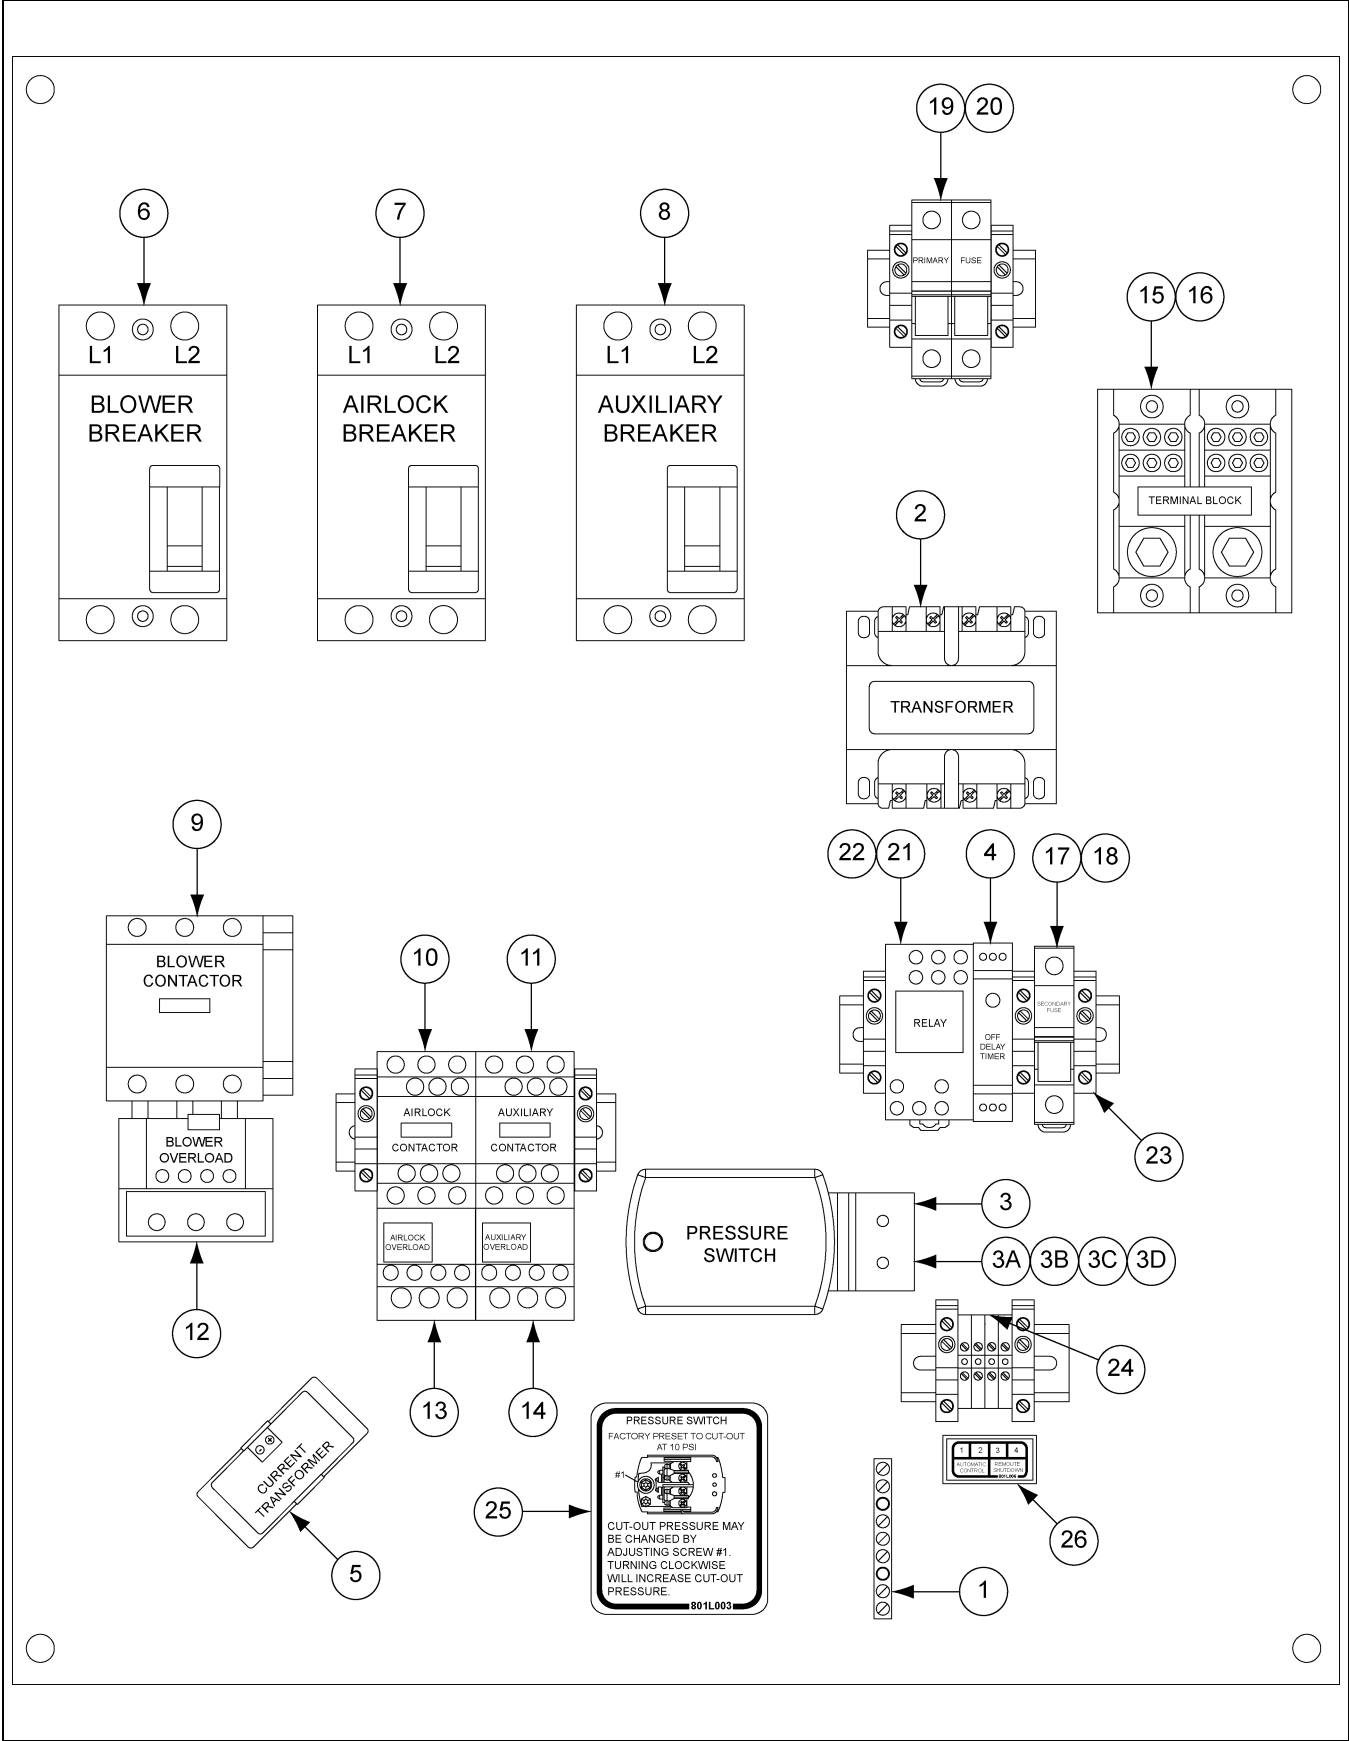 19 20
6
7
8
PRIMARY FUSE
15 16
L1 L2
BLOWER
BREAKER
L1 L2
AIRLOCK
BREAKER
L1 L2
AUXILIARY
BREAKER
TERMINAL BLOCK
2
TRANSFORMER
9
22 21
4
17 18
BLOWER
CONTACTOR
10
11
RELAY
OFF
DELAY
TIMER
SECONDARY
FUSE
23
BLOWER
OVERLOAD
AIRLOCK
CONTACTOR
AUXILIARY
CONTACTOR
AIRLOCK
OVERLOAD
AUXILIARY
OVERLOAD
PRESSURE
SWITCH
3
3A 3B 3C 3D
12
13
14
24
CURRENT
TRANSFORMER
5
25
PRESSURE SWITCH
FACTORY PRESET TO CUT-OUT
AT 10 PSI
#1
CUT-OUT PRESSURE MAY
BE CHANGED BY
ADJUSTING SCREW #1.
TURNING CLOCKWISE
WILL INCREASE CUT-OUT
PRESSURE.
801L003
1 2 3 4
AUTOMATIC
CONTROL
REMOUTE
SHUTDOWN
801L006
26
1